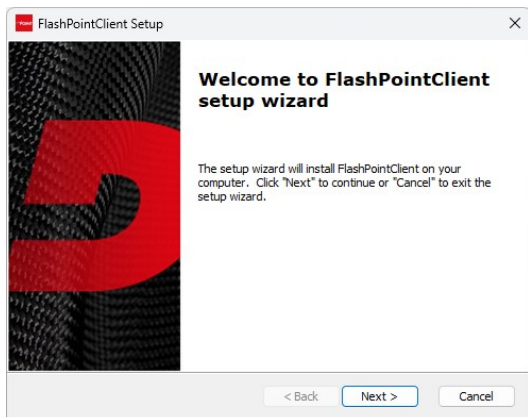 FlashPointClient Setup
Welcome to FlashPointClient
setup wizard
The setup wizard will install FlashPointClient on your
computer. Click "Next" to continue or "Cancel" to exit the
setup wizard.
< Back
Next >
Cancel